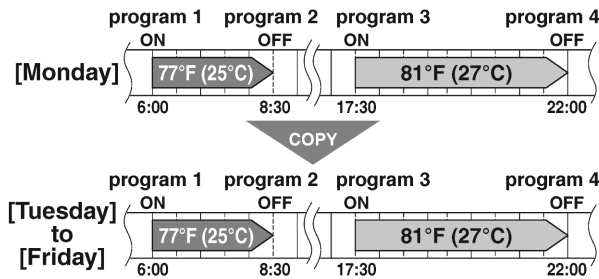 program 1 program 2 program 3 program 4
ON OFF ON OFF
[Monday] 77°F (25°C) 81°F (27°C)
6:00 8:30 17:30 22:00
COPY
program 1 program 2 program 3 program 4
ON OFF ON OFF
[Tuesday]
to
[Friday]
77°F (25°C) 81°F (27°C)
6:00 8:30 17:30 22:00